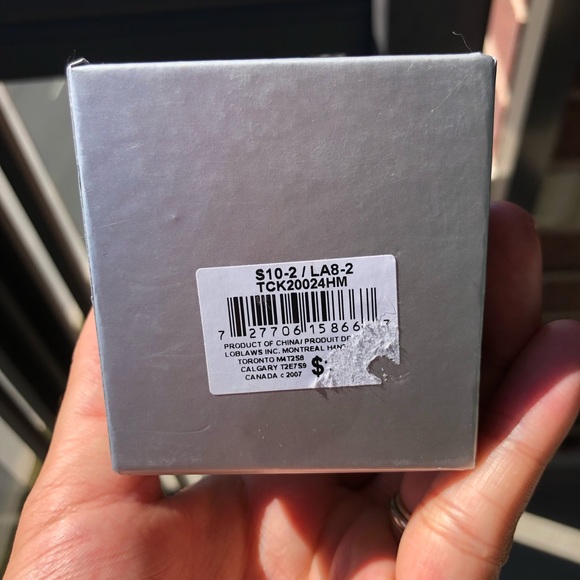 S10-2 / LA8-2
TCK20024HM
7 27706 15866 7
PRODUCT OF CHINA/ PRODUIT DE
LOBLAWS INC. MONTREAL
TORONTO M4T2S8
CALGARY T2E7S9 $
CANADA c 2007